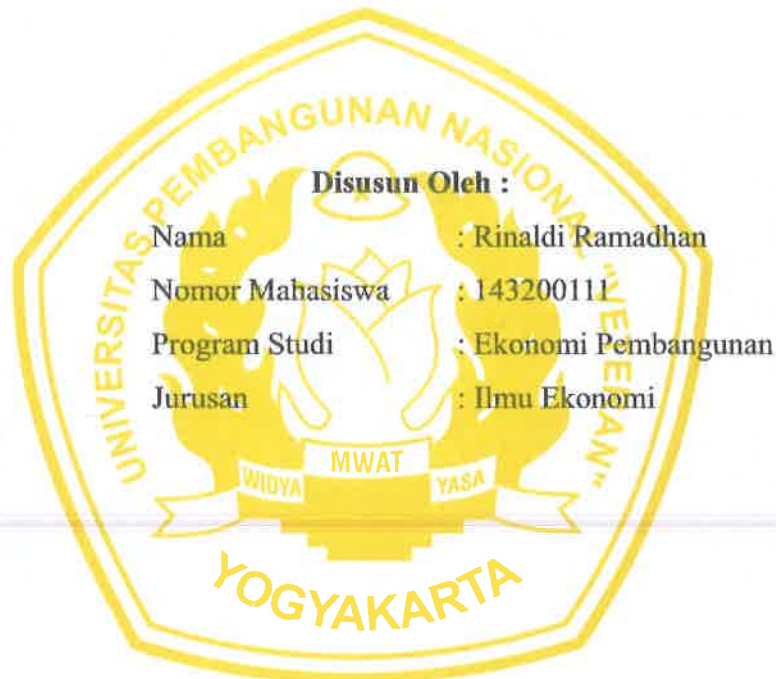 UNIVERSITAS PEMBANGUNAN NASIONAL "VETERAN"
Disusun Oleh :
Nama : Rinaldi Ramadhan
Nomor Mahasiswa : 143200111
Program Studi : Ekonomi Pembangunan
Jurusan : Ilmu Ekonomi
WIDYA MWAT YASA
YOGYAKARTA